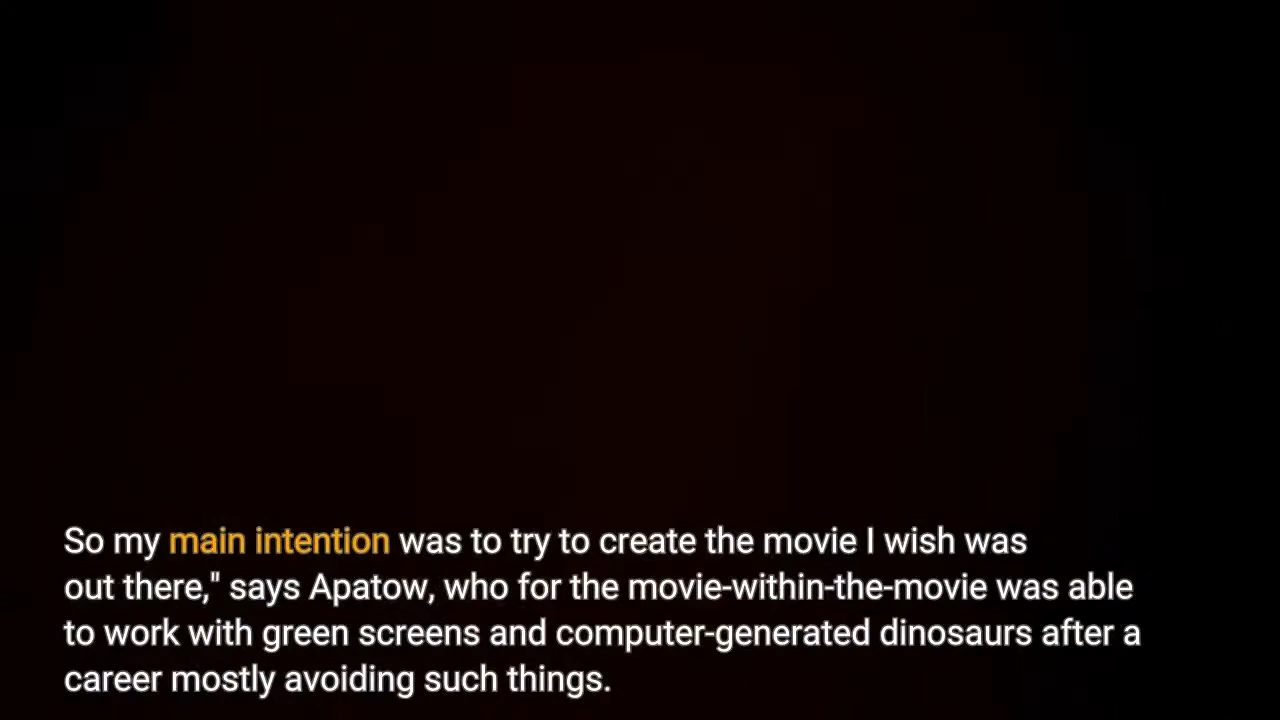 So my main intention was to try to create the movie I wish was
out there," says Apatow, who for the movie-within-the-movie was able
to work with green screens and computer-generated dinosaurs after a
career mostly avoiding such things.